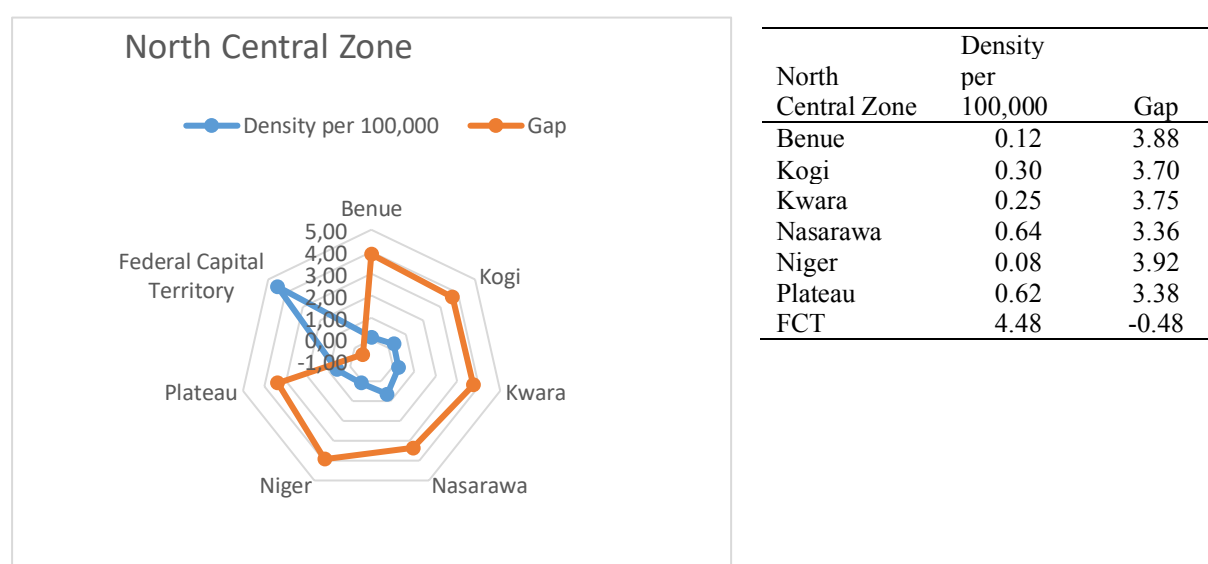 North Central Zone
Density per 100,000 Gap
Benue
5,00
4,00
3,00
2,00
1,00
0,00
-1,00
Federal Capital
Territory
Kogi
Plateau
Kwara
Niger
Nasarawa
Density
North per
Central Zone 100,000 Gap
Benue 0.12 3.88
Kogi 0.30 3.70
Kwara 0.25 3.75
Nasarawa 0.64 3.36
Niger 0.08 3.92
Plateau 0.62 3.38
FCT 4.48 -0.48